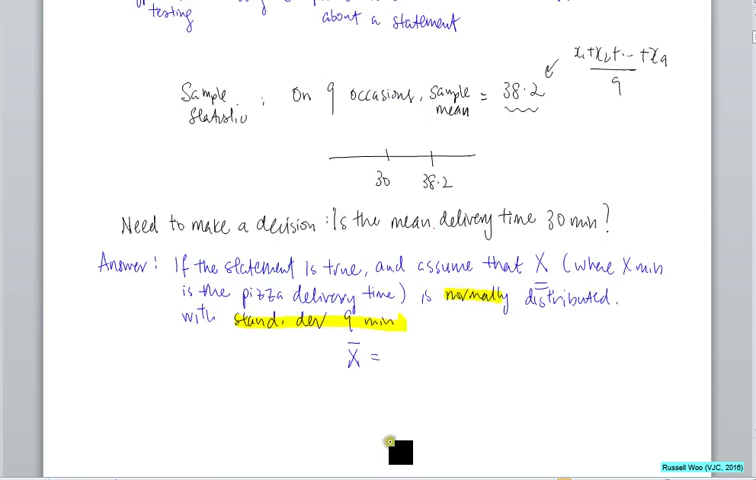 testing
about a statement
x₁+x₂+...+x₉
9
Sample statistic : On 9 occasions, sample mean = 38.2
30 38.2
Need to make a decision : Is the mean delivery time 30 min?
Answer: If the statement is true, and assume that X (where X min
is the pizza delivery time) is normally distributed.
with stand. dev 9 min
X̄ =
Russell Woo (VJC, 2016)